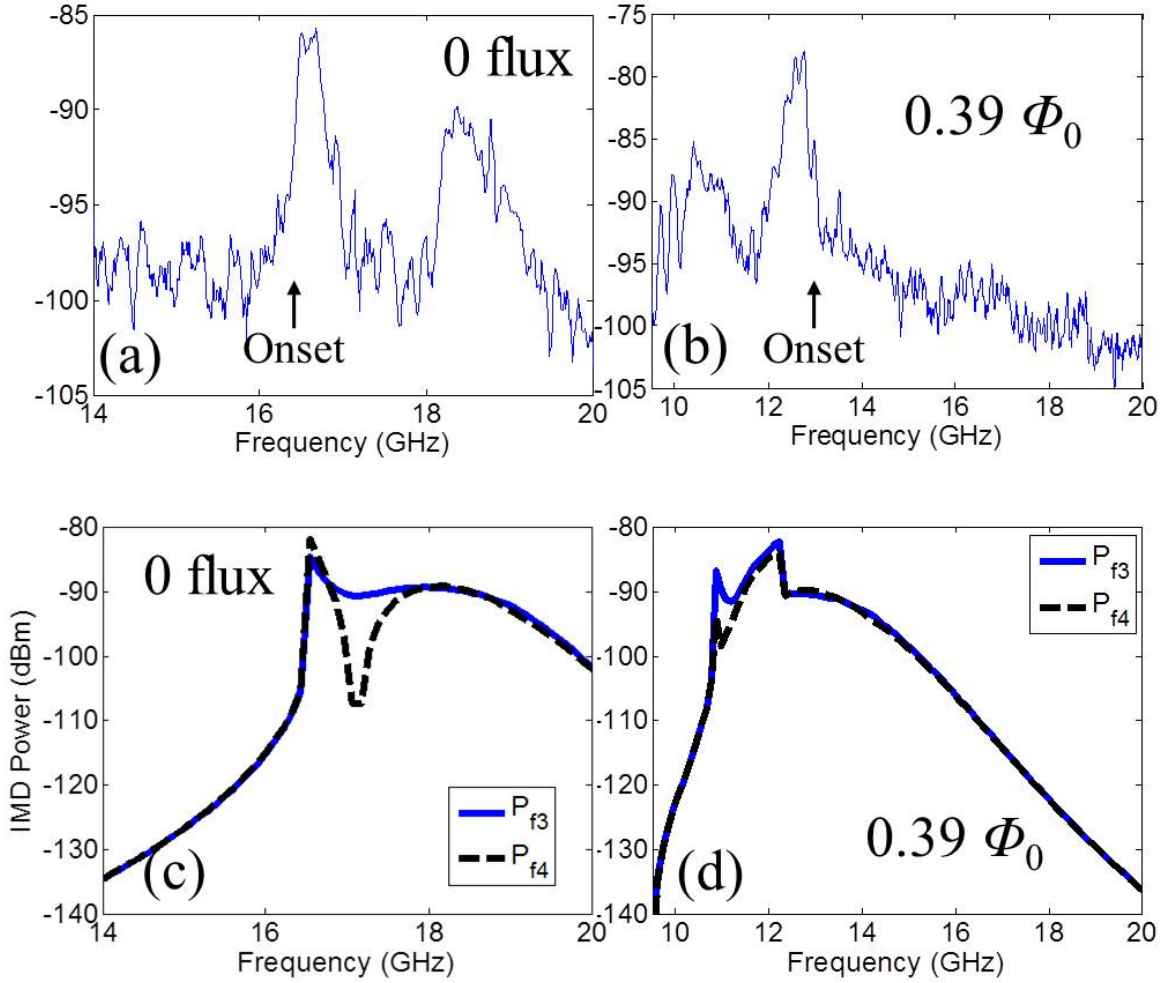 -85
-90
-95
-100
-105
14
16
18
20
0 flux
Onset
(a)
Frequency (GHz)
-75
-80
-85
-90
-95
-100
-105
10
12
14
16
18
20
0.39 Φ0
Onset
(b)
Frequency (GHz)
IMD Power (dBm)
-80
-90
-100
-110
-120
-130
-140
14
16
18
20
0 flux
Pf3
Pf4
(c)
Frequency (GHz)
-80
-90
-100
-110
-120
-130
-140
10
12
14
16
18
20
Pf3
Pf4
0.39 Φ0
(d)
Frequency (GHz)